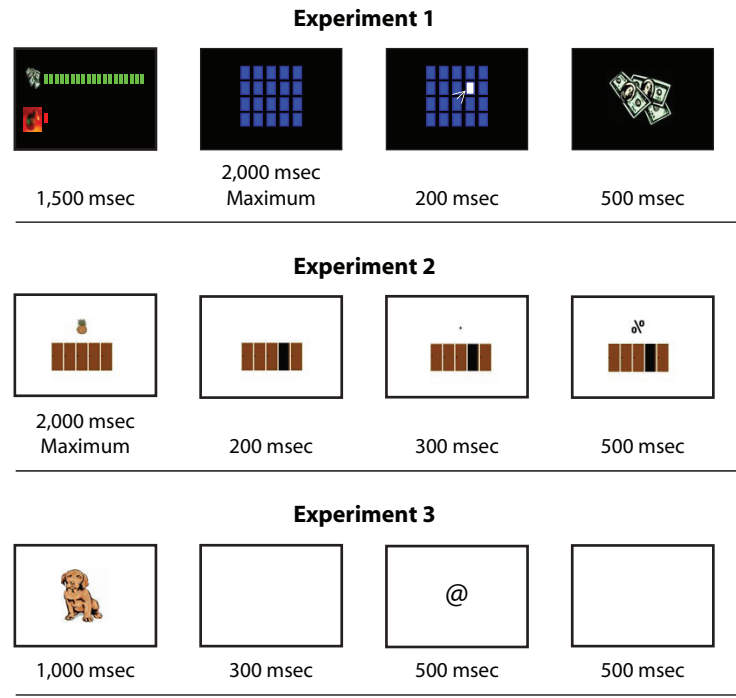 Experiment 1
1,500 msec
2,000 msec
Maximum
200 msec
500 msec
Experiment 2
%
2,000 msec
Maximum
200 msec
300 msec
500 msec
Experiment 3
@
1,000 msec
300 msec
500 msec
500 msec